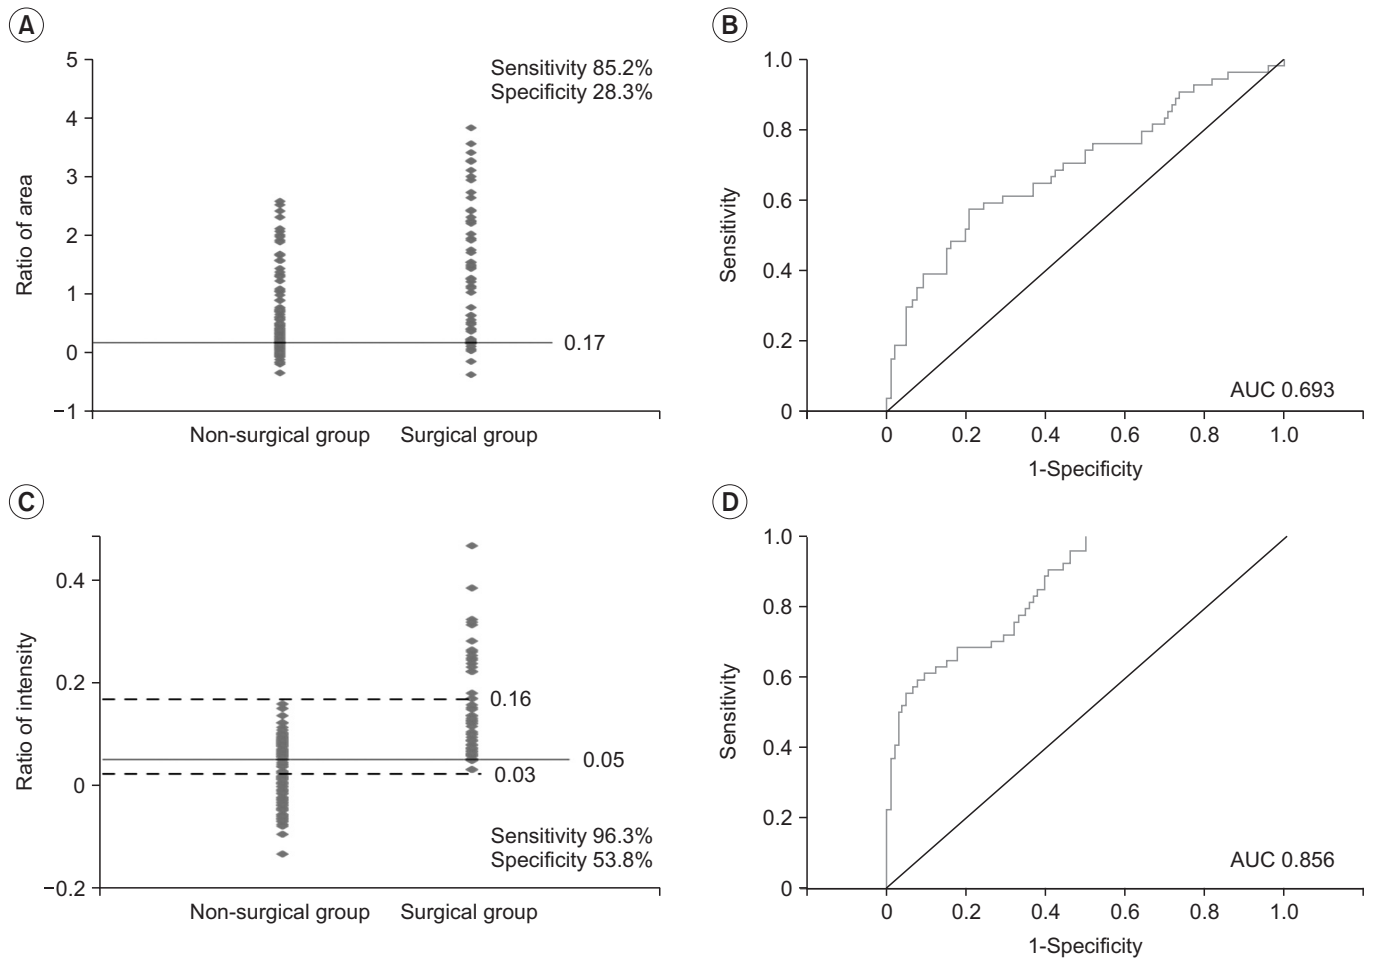 A
5
4
3
2
1
0
−1
Ratio of area
Sensitivity 85.2%
Specificity 28.3%
0.17
Non-surgical group
Surgical group
B
1.0
0.8
0.6
0.4
0.2
0
Sensitivity
AUC 0.693
0 0.2 0.4 0.6 0.8 1.0
1-Specificity
C
0.4
0.2
0
−0.2
Ratio of intensity
0.16
0.05
0.03
Sensitivity 96.3%
Specificity 53.8%
Non-surgical group
Surgical group
D
1.0
0.8
0.6
0.4
0.2
0
Sensitivity
AUC 0.856
0 0.2 0.4 0.6 0.8 1.0
1-Specificity